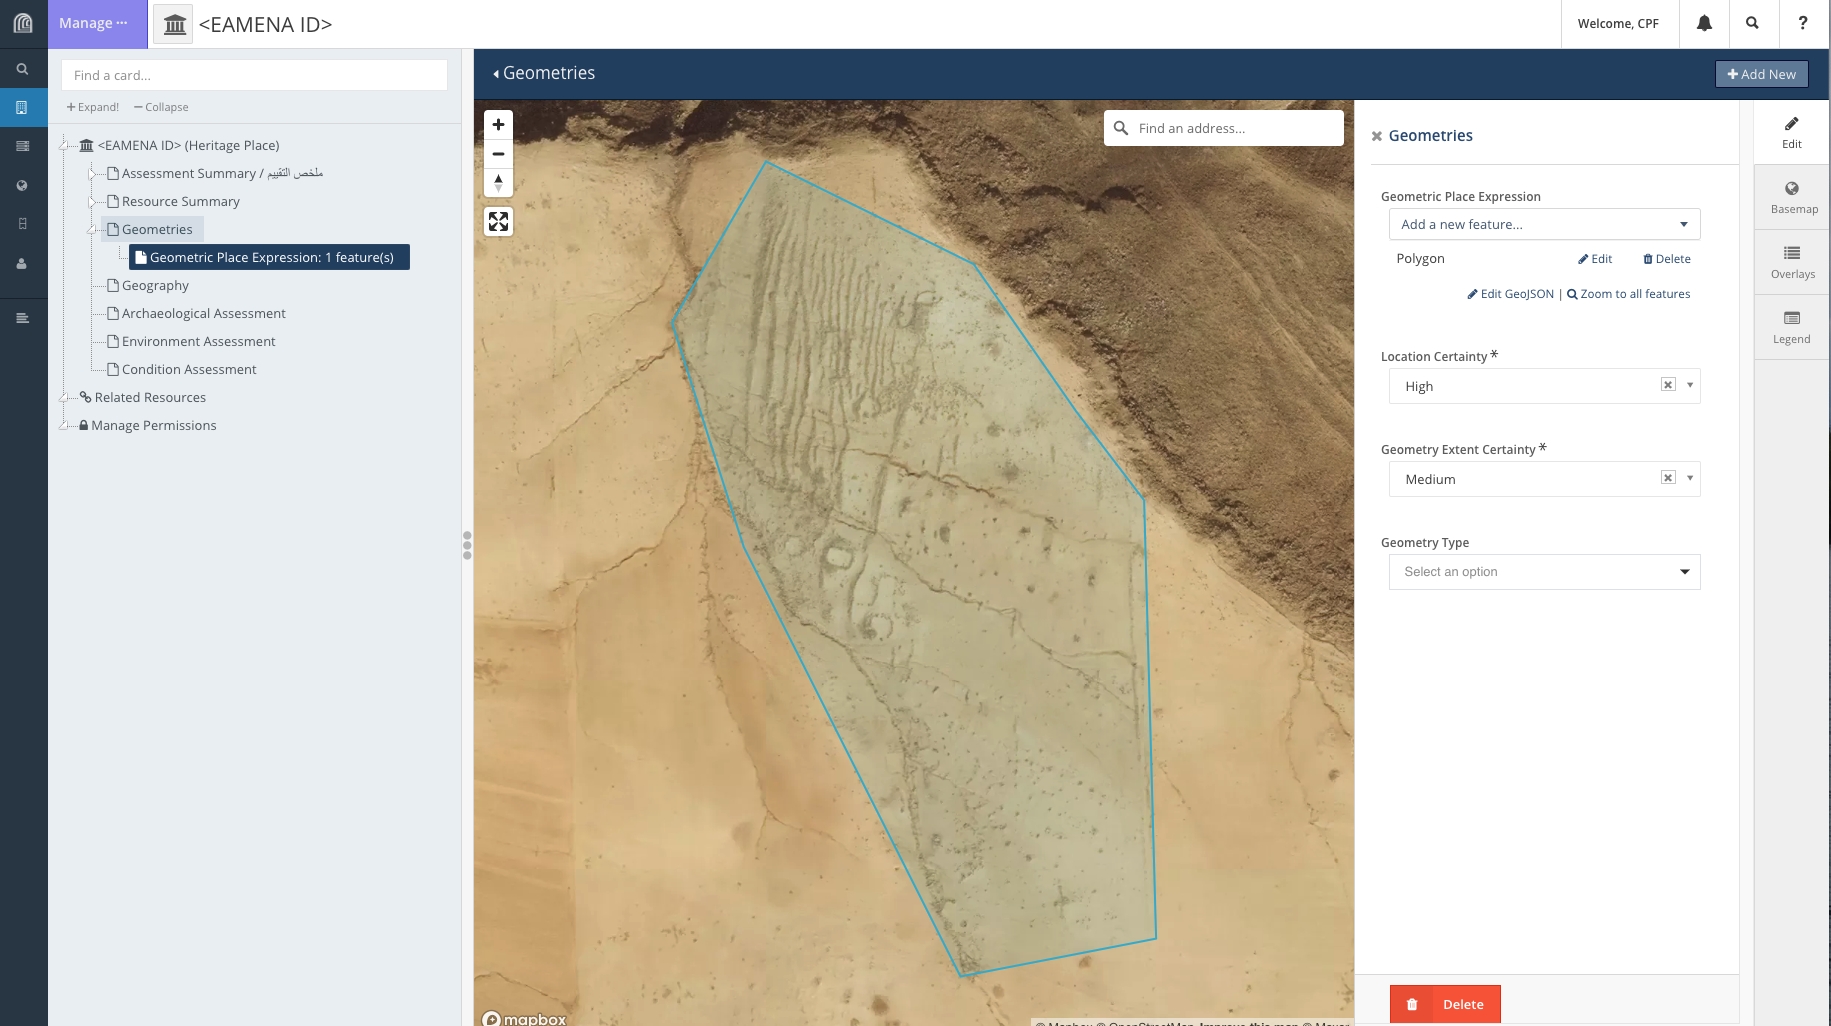 Manage ...
<EAMENA ID>
Welcome, CPF
?
Find a card...
+ Expand!
− Collapse
<EAMENA ID> (Heritage Place)
Assessment Summary / ملخص التقييم
Resource Summary
Geometries
Geometric Place Expression: 1 feature(s)
Geography
Archaeological Assessment
Environment Assessment
Condition Assessment
Related Resources
Manage Permissions
Geometries
+ Add New
Find an address...
mapbox
© Mapbox © OpenStreetMap Improve this map © Maxar
Geometries
Geometric Place Expression
Add a new feature...
Polygon
Edit
Delete
Edit GeoJSON | Zoom to all features
Location Certainty *
High
Geometry Extent Certainty *
Medium
Geometry Type
Select an option
Delete
Edit
Basemap
Overlays
Legend